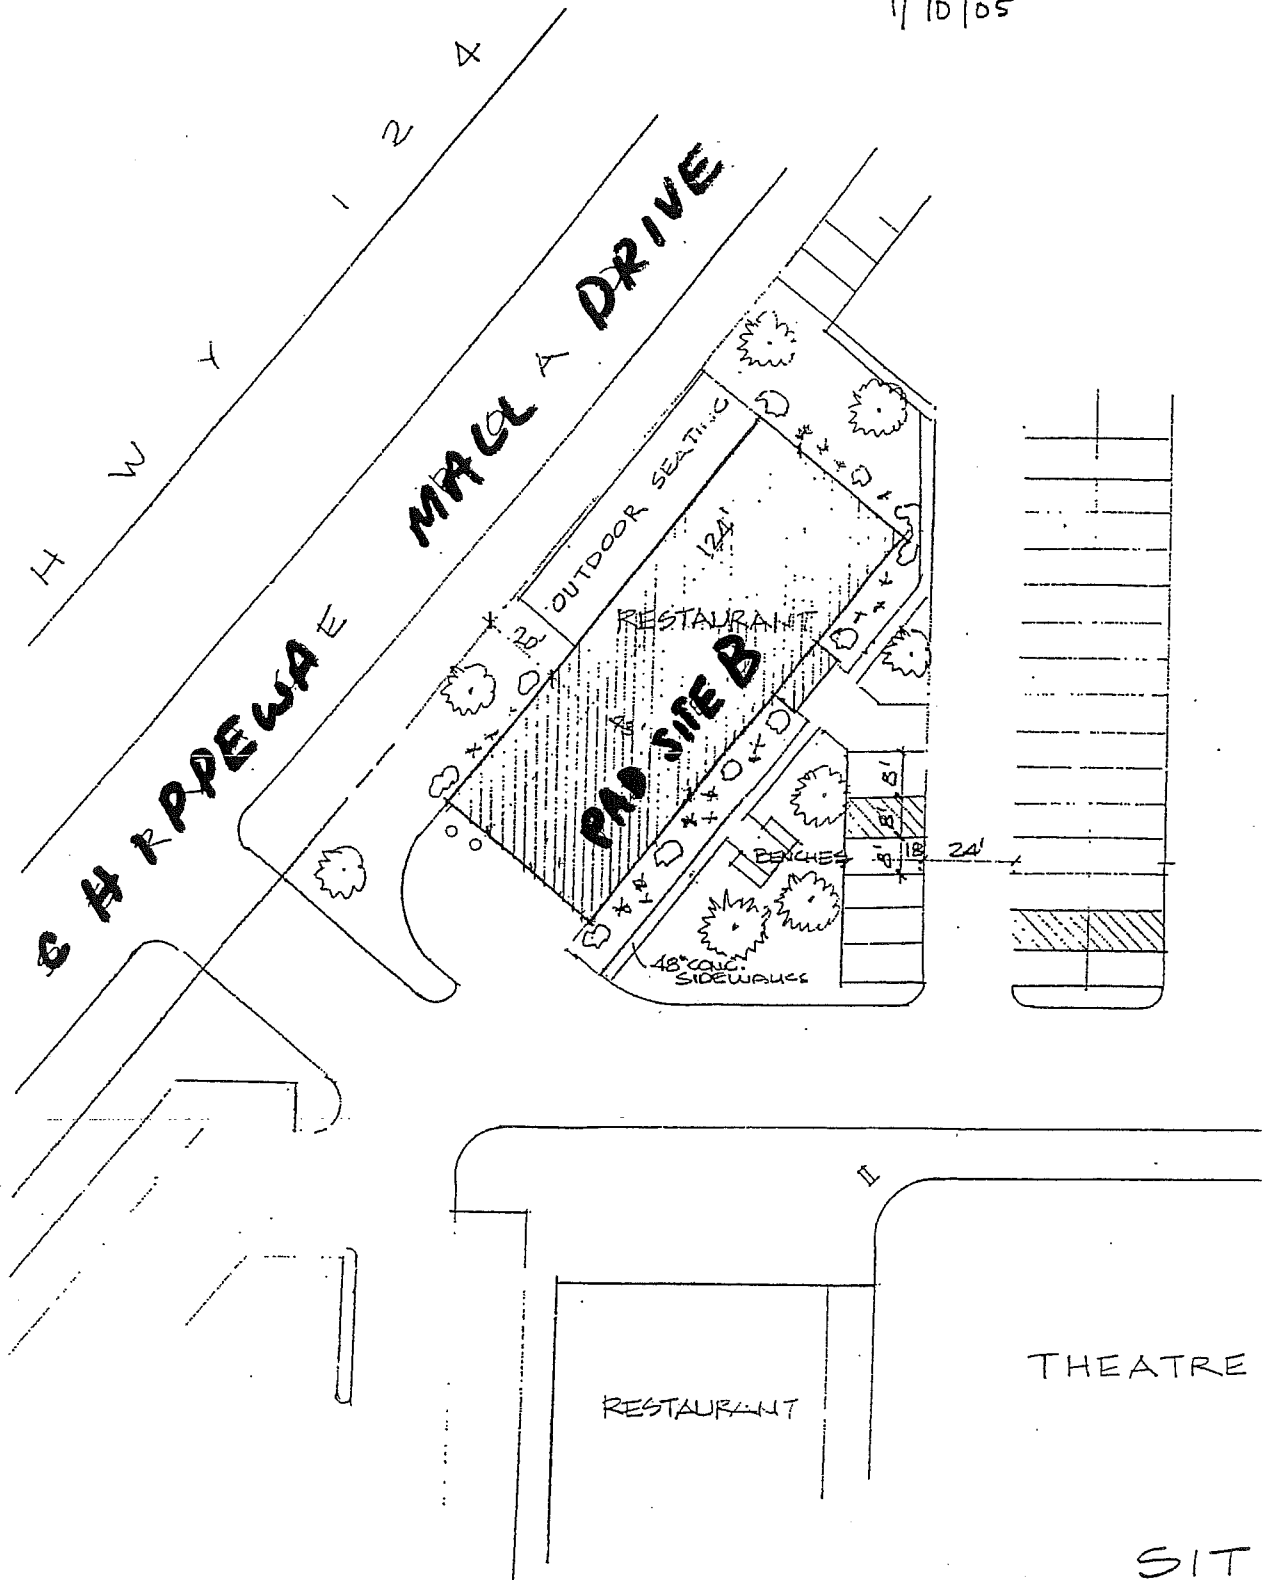 1/10/05
HWY 124
CHIPPEWA MALL DRIVE
OUTDOOR SEATING
124'
20'
RESTAURANT
48'
PAD SITE B
8'
8'
8'
18
24'
BENCHES
48" CONC.
SIDEWALKS
RESTAURANT
THEATRE
SIT